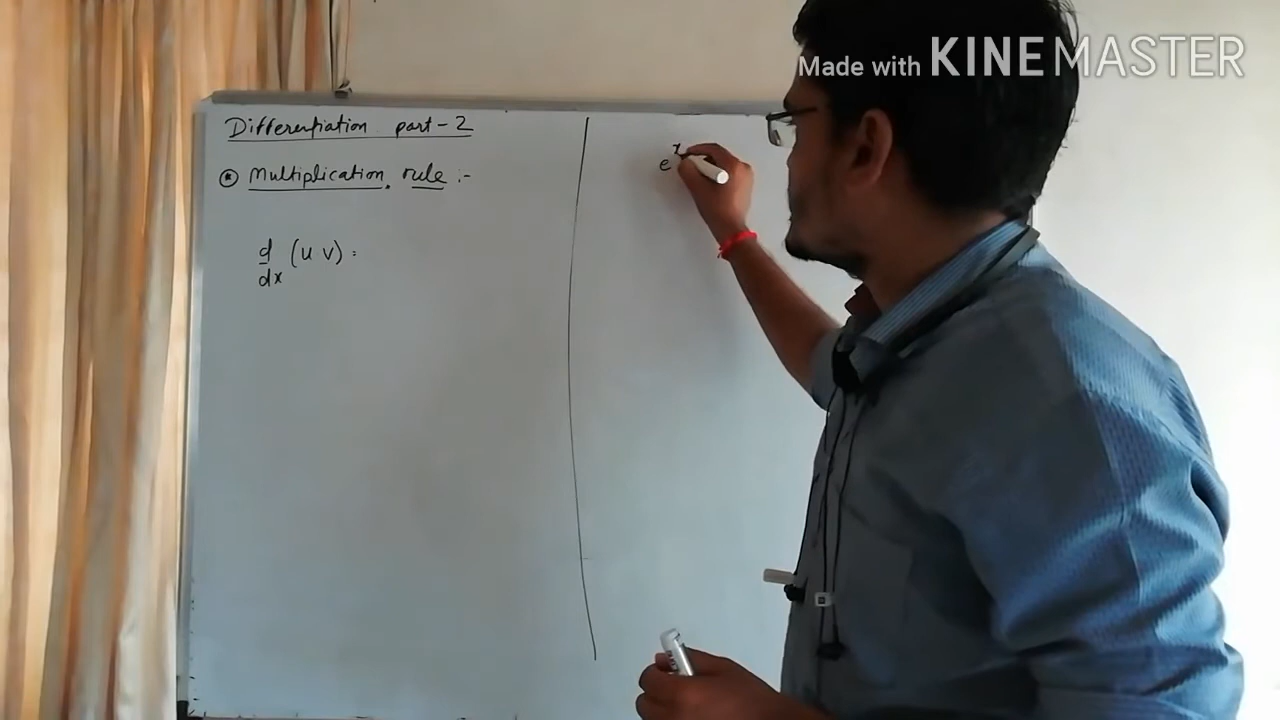 Made with KINEMASTER
Differentiation part-2
Multiplication rule :-
d/dx (u v) =
e^x